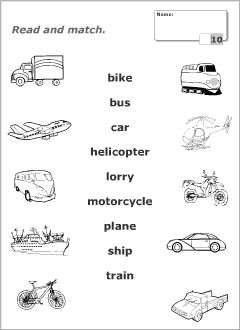 Name:
10
Read and match.
bike
bus
car
helicopter
lorry
motorcycle
plane
ship
train